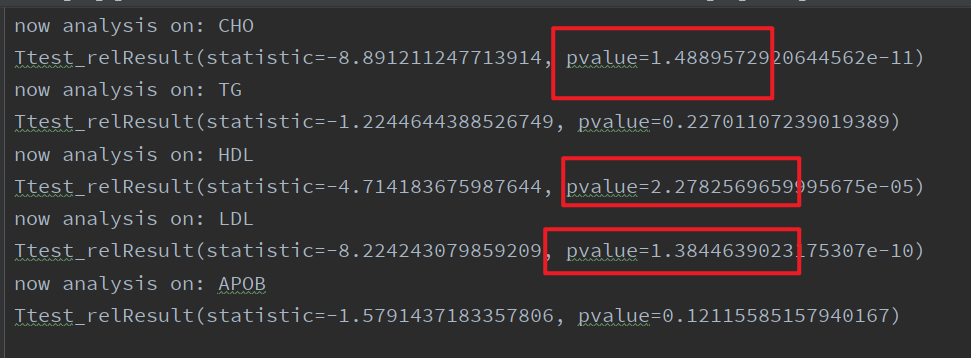 now analysis on: CHO
Ttest_relResult(statistic=-8.891211247713914, pvalue=1.4889572920644562e-11)
now analysis on: TG
Ttest_relResult(statistic=-1.2244644388526749, pvalue=0.22701107239019389)
now analysis on: HDL
Ttest_relResult(statistic=-4.714183675987644, pvalue=2.2782569659995675e-05)
now analysis on: LDL
Ttest_relResult(statistic=-8.224243079859209, pvalue=1.3844639023175307e-10)
now analysis on: APOB
Ttest_relResult(statistic=-1.5791437183357806, pvalue=0.12115585157940167)